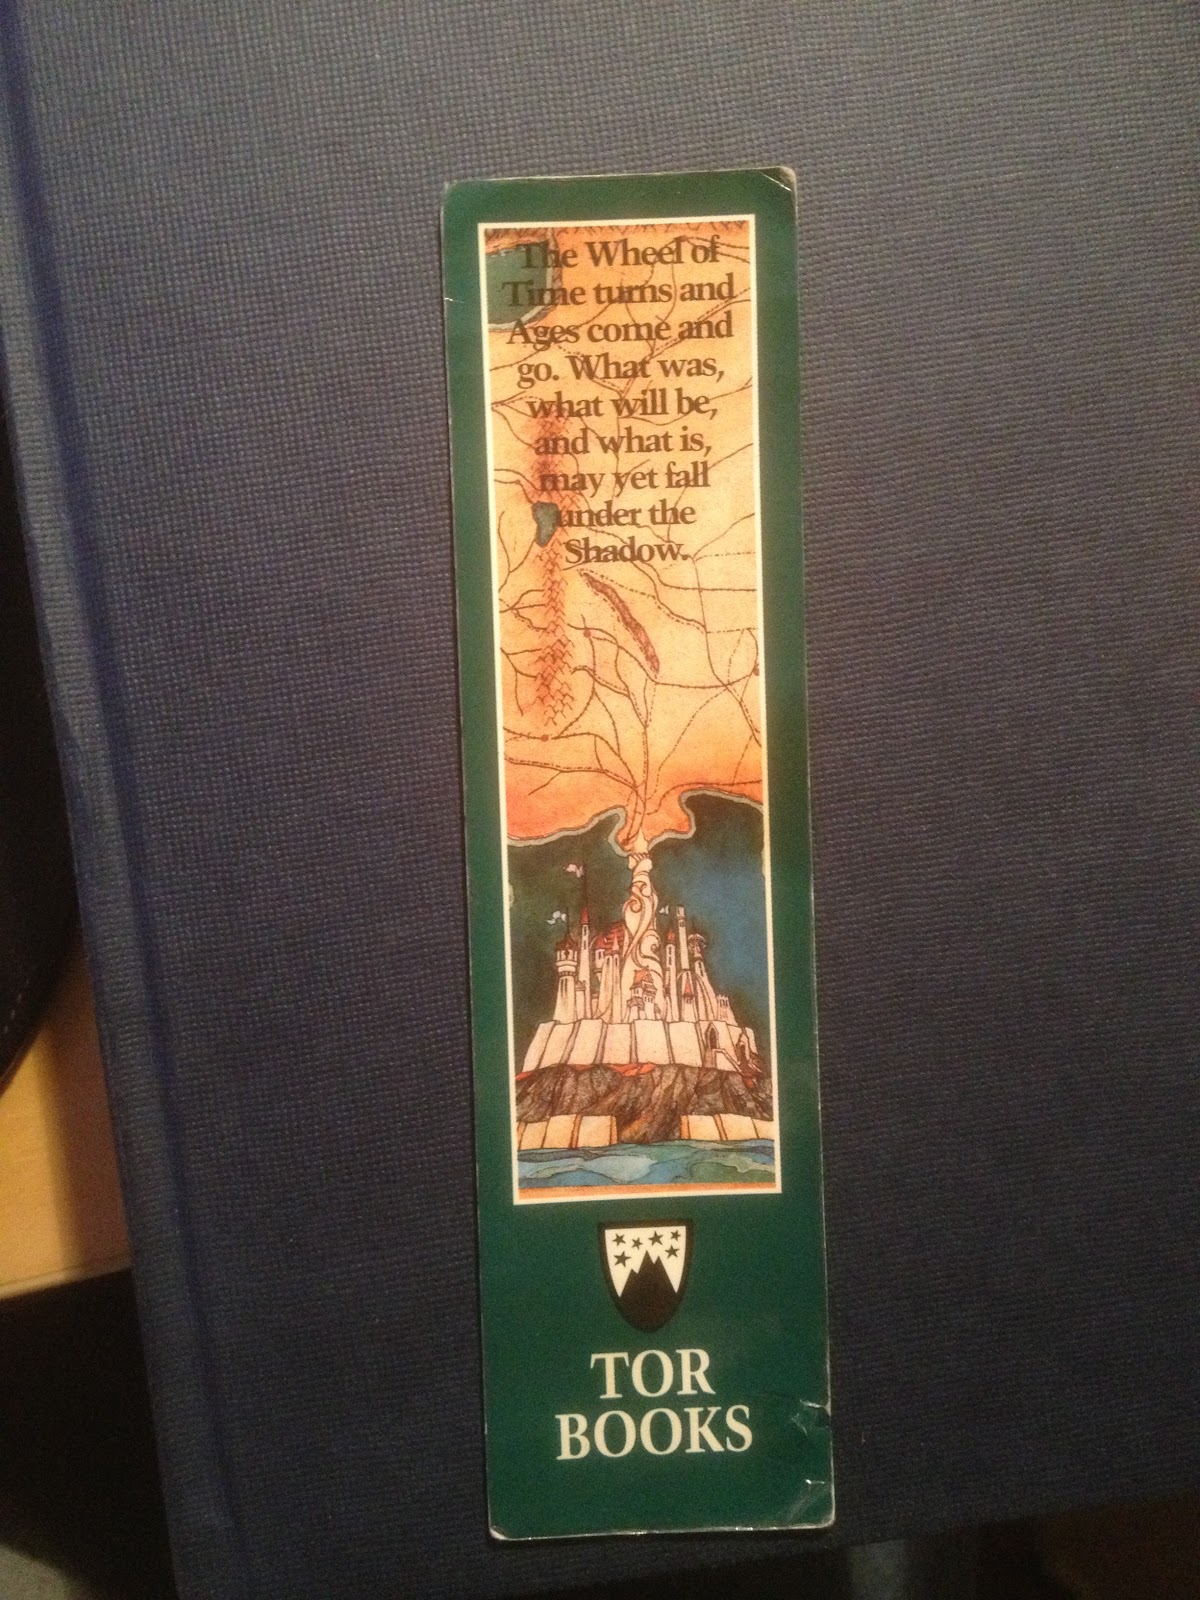 The Wheel of
Time turns and
Ages come and
go. What was,
what will be,
and what is,
may yet fall
under the
Shadow.
TOR
BOOKS